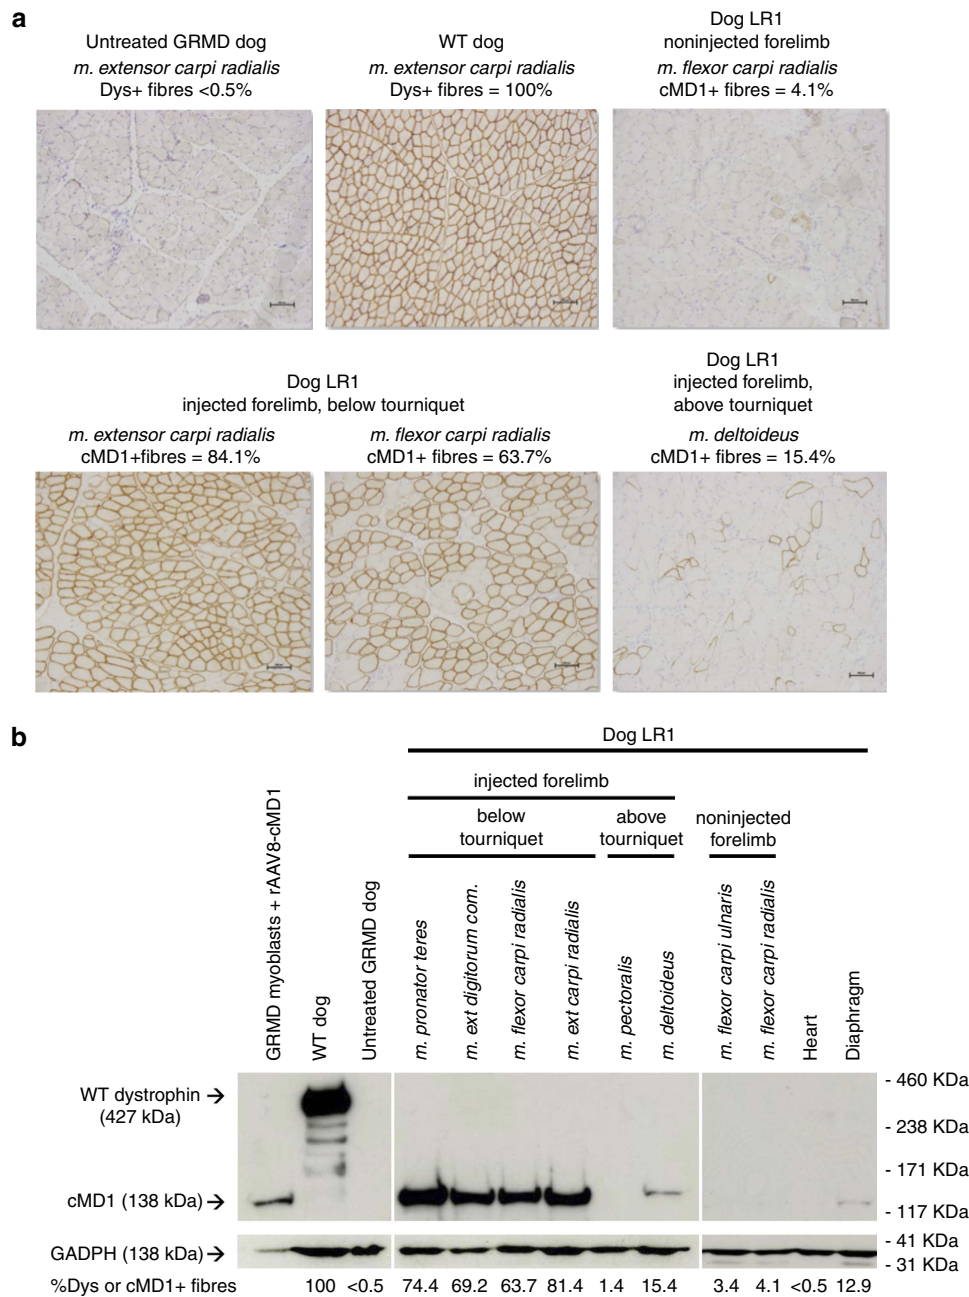 a
Untreated GRMD dog
m. extensor carpi radialis
Dys+ fibres <0.5%
WT dog
m. extensor carpi radialis
Dys+ fibres = 100%
Dog LR1
noninjected forelimb
m. flexor carpi radialis
cMD1+ fibres = 4.1%
Dog LR1
injected forelimb, below tourniquet
m. extensor carpi radialis
cMD1+fibres = 84.1%
m. flexor carpi radialis
cMD1+ fibres = 63.7%
Dog LR1
injected forelimb,
above tourniquet
m. deltoideus
cMD1+ fibres = 15.4%
b
Dog LR1
injected forelimb
below
tourniquet
above
tourniquet
noninjected
forelimb
GRMD myoblasts + rAAV8-cMD1
WT dog
Untreated GRMD dog
m. pronator teres
m. ext digitorum com.
m. flexor carpi radialis
m. ext carpi radialis
m. pectoralis
m. deltoideus
m. flexor carpi ulnaris
m. flexor carpi radialis
Heart
Diaphragm
WT dystrophin →
(427 kDa)
cMD1 (138 kDa) →
GADPH (138 kDa) →
- 460 KDa
- 238 KDa
- 171 KDa
- 117 KDa
- 41 KDa
- 31 KDa
%Dys or cMD1+ fibres 100 <0.5 74.4 69.2 63.7 81.4 1.4 15.4 3.4 4.1 <0.5 12.9